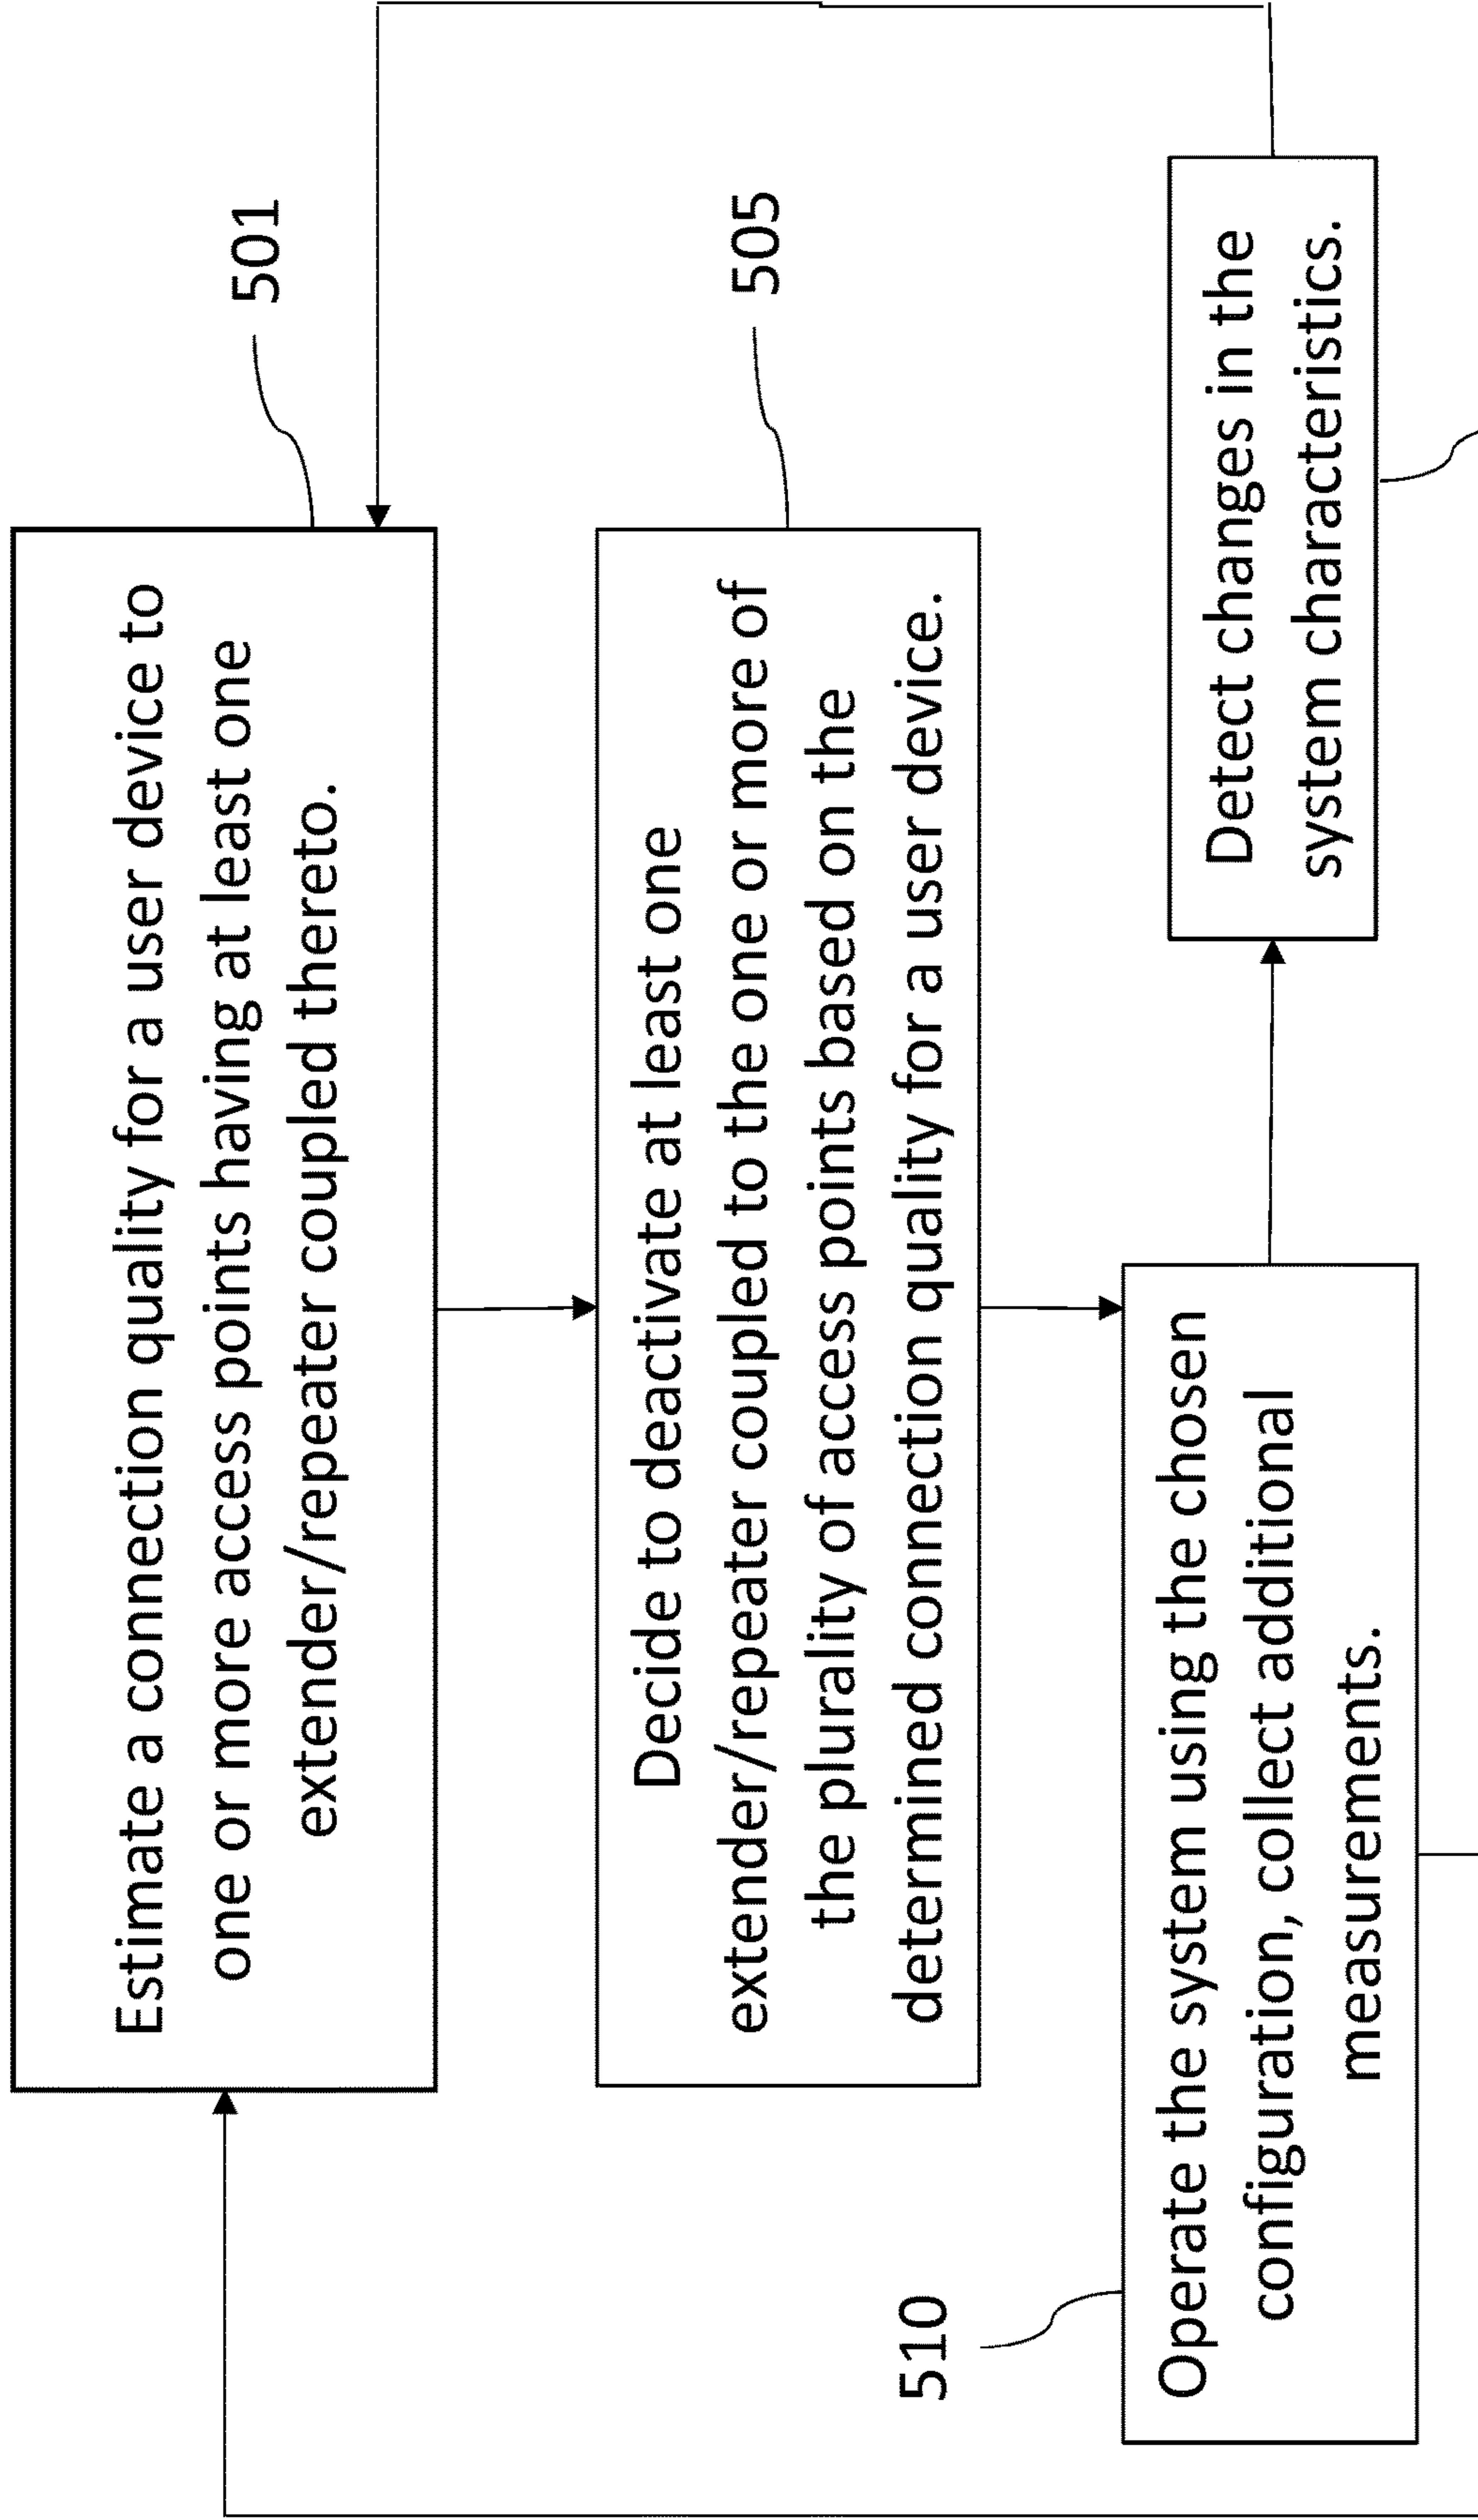 Estimate a connection quality for a user device to
one or more access points having at least one
extender/repeater coupled thereto.
501
Decide to deactivate at least one
extender/repeater coupled to the one or more of
the plurality of access points based on the
determined connection quality for a user device.
505
510
Operate the system using the chosen
configuration, collect additional
measurements.
Detect changes in the
system characteristics.